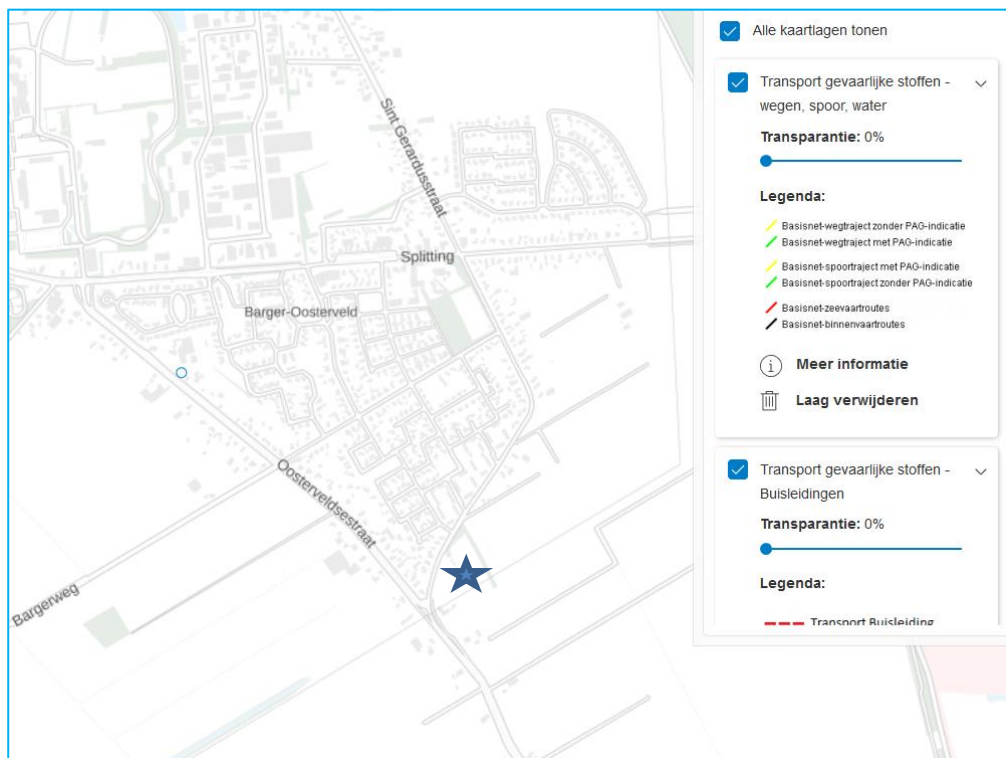 Sint Gerardusstraat
Splitting
Barger-Oosterveld
Oosterveldsestraat
Bargerweg
Alle kaartlagen tonen
Transport gevaarlijke stoffen -
wegen, spoor, water
Transparantie: 0%
Legenda:
Basisnet-wegtraject zonder PAG-indicatie
Basisnet-wegtraject met PAG-indicatie
Basisnet-spoortraject met PAG-indicatie
Basisnet-spoortraject zonder PAG-indicatie
Basisnet-zeevaartroutes
Basisnet-binnenvaartroutes
Meer informatie
Laag verwijderen
Transport gevaarlijke stoffen -
Buisleidingen
Transparantie: 0%
Legenda:
Transport Buisleiding